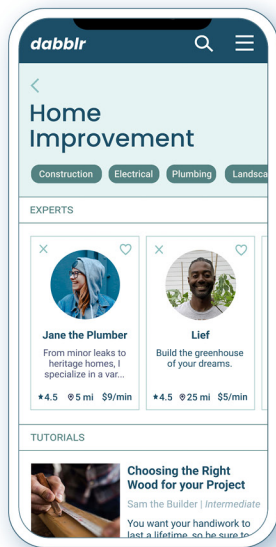 dabblr
Home
Improvement
Construction Electrical Plumbing Landsca
EXPERTS
Jane the Plumber
From minor leaks to
heritage homes, I
specialize in a var...
★4.5 5 mi $9/min
Lief
Build the greenhouse
of your dreams.
★4.5 25 mi $5/min
TUTORIALS
Choosing the Right
Wood for your Project
Sam the Builder | Intermediate
You want your handiwork to
last a lifetime, so be sure to